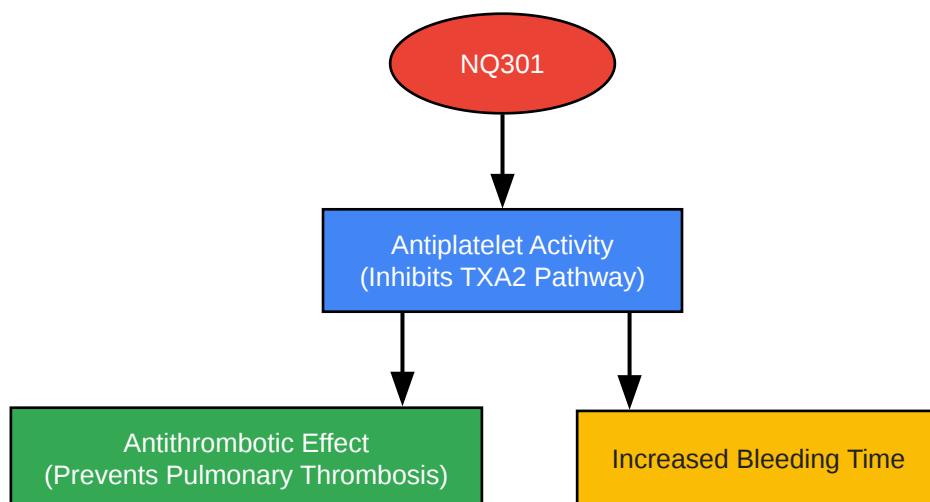 NQ301
Antiplatelet Activity
(Inhibits TXA2 Pathway)
Antithrombotic Effect
(Prevents Pulmonary Thrombosis)
Increased Bleeding Time